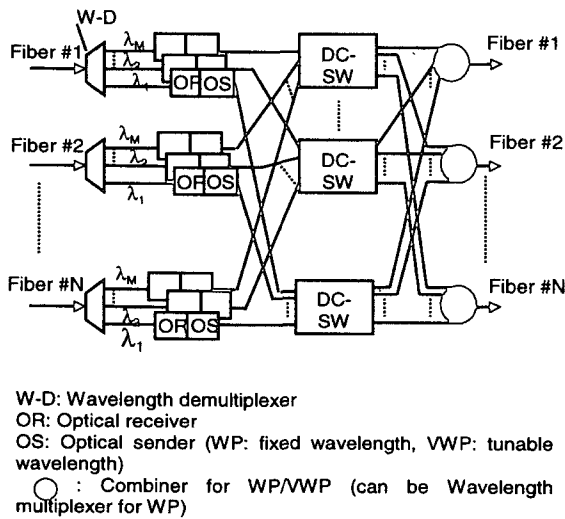 W-D
Fiber #1
λM
λ2
λ1
OR OS
DC-
SW
Fiber #1
Fiber #2
λM
λ2
λ1
OR OS
DC-
SW
Fiber #2
Fiber #N
λM
λ2
λ1
OR OS
DC-
SW
Fiber #N
W-D: Wavelength demultiplexer
OR: Optical receiver
OS: Optical sender (WP: fixed wavelength, VWP: tunable
wavelength)
: Combiner for WP/VWP (can be Wavelength
multiplexer for WP)